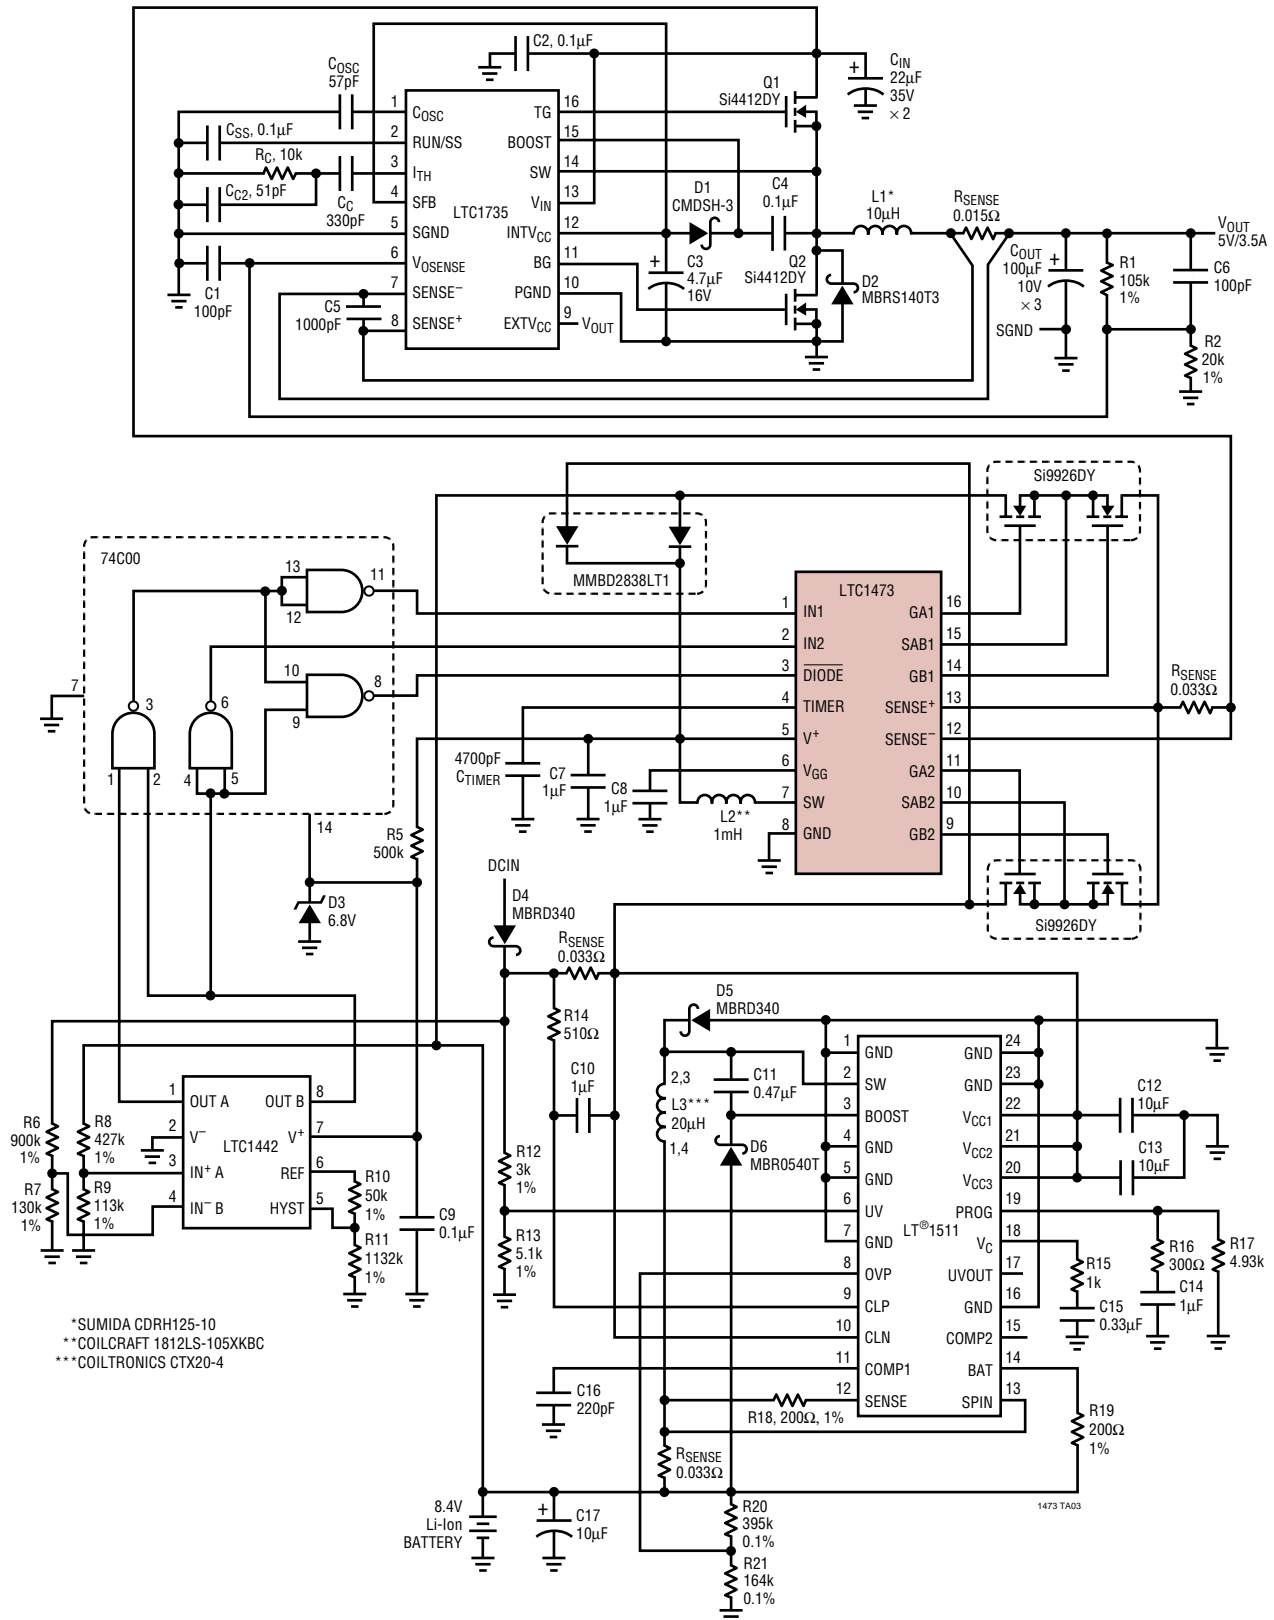 C2, 0.1µF
COSC
57pF
CSS, 0.1µF
RC, 10k
CC2, 51pF
CC
330pF
C1
100pF
C5
1000pF
1
COSC
2
RUN/SS
3
ITH
4
SFB
5
SGND
6
VOSENSE
7
SENSE–
8
SENSE+
LTC1735
16
TG
15
BOOST
14
SW
13
VIN
12
INTVCC
11
BG
10
PGND
9
EXTVCC
VOUT
Q1
Si4412DY
CIN
22µF
35V
× 2
D1
CMDSH-3
C4
0.1µF
C3
4.7µF
16V
Q2
Si4412DY
D2
MBRS140T3
L1*
10µH
RSENSE
0.015Ω
VOUT
5V/3.5A
COUT
100µF
10V
× 3
SGND
R1
105k
1%
C6
100pF
R2
20k
1%
Si9926DY
MMBD2838LT1
74C00
13
12
11
10
9
8
7
3
6
1
2
4
5
14
LTC1473
1
IN1
2
IN2
3
DIODE
4
TIMER
5
V+
6
VGG
7
SW
8
GND
16
GA1
15
SAB1
14
GB1
13
SENSE+
12
SENSE–
11
GA2
10
SAB2
9
GB2
RSENSE
0.033Ω
4700pF
CTIMER
C7
1µF
C8
1µF
L2**
1mH
Si9926DY
R5
500k
D3
6.8V
DCIN
D4
MBRD340
RSENSE
0.033Ω
R14
510Ω
C10
1µF
D5
MBRD340
2,3
L3***
20µH
1,4
C11
0.47µF
D6
MBR0540T
R6
900k
1%
R7
130k
1%
R8
427k
1%
R9
113k
1%
1
OUT A
2
V–
3
IN+ A
4
IN– B
LTC1442
8
OUT B
7
V+
6
REF
5
HYST
R10
50k
1%
R11
1132k
1%
C9
0.1µF
R12
3k
1%
R13
5.1k
1%
LT®1511
1
GND
2
SW
3
BOOST
4
GND
5
GND
6
UV
7
GND
8
OVP
9
CLP
10
CLN
11
COMP1
12
SENSE
24
GND
23
GND
22
VCC1
21
VCC2
20
VCC3
19
PROG
18
VC
17
UVOUT
16
GND
15
COMP2
14
BAT
13
SPIN
C12
10µF
C13
10µF
R15
1k
C15
0.33µF
R16
300Ω
C14
1µF
R17
4.93k
C16
220pF
R18, 200Ω, 1%
RSENSE
0.033Ω
R19
200Ω
1%
*SUMIDA CDRH125-10
**COILCRAFT 1812LS-105XKBC
***COILTRONICS CTX20-4
8.4V
Li-Ion
BATTERY
C17
10µF
R20
395k
0.1%
R21
164k
0.1%
1473 TA03